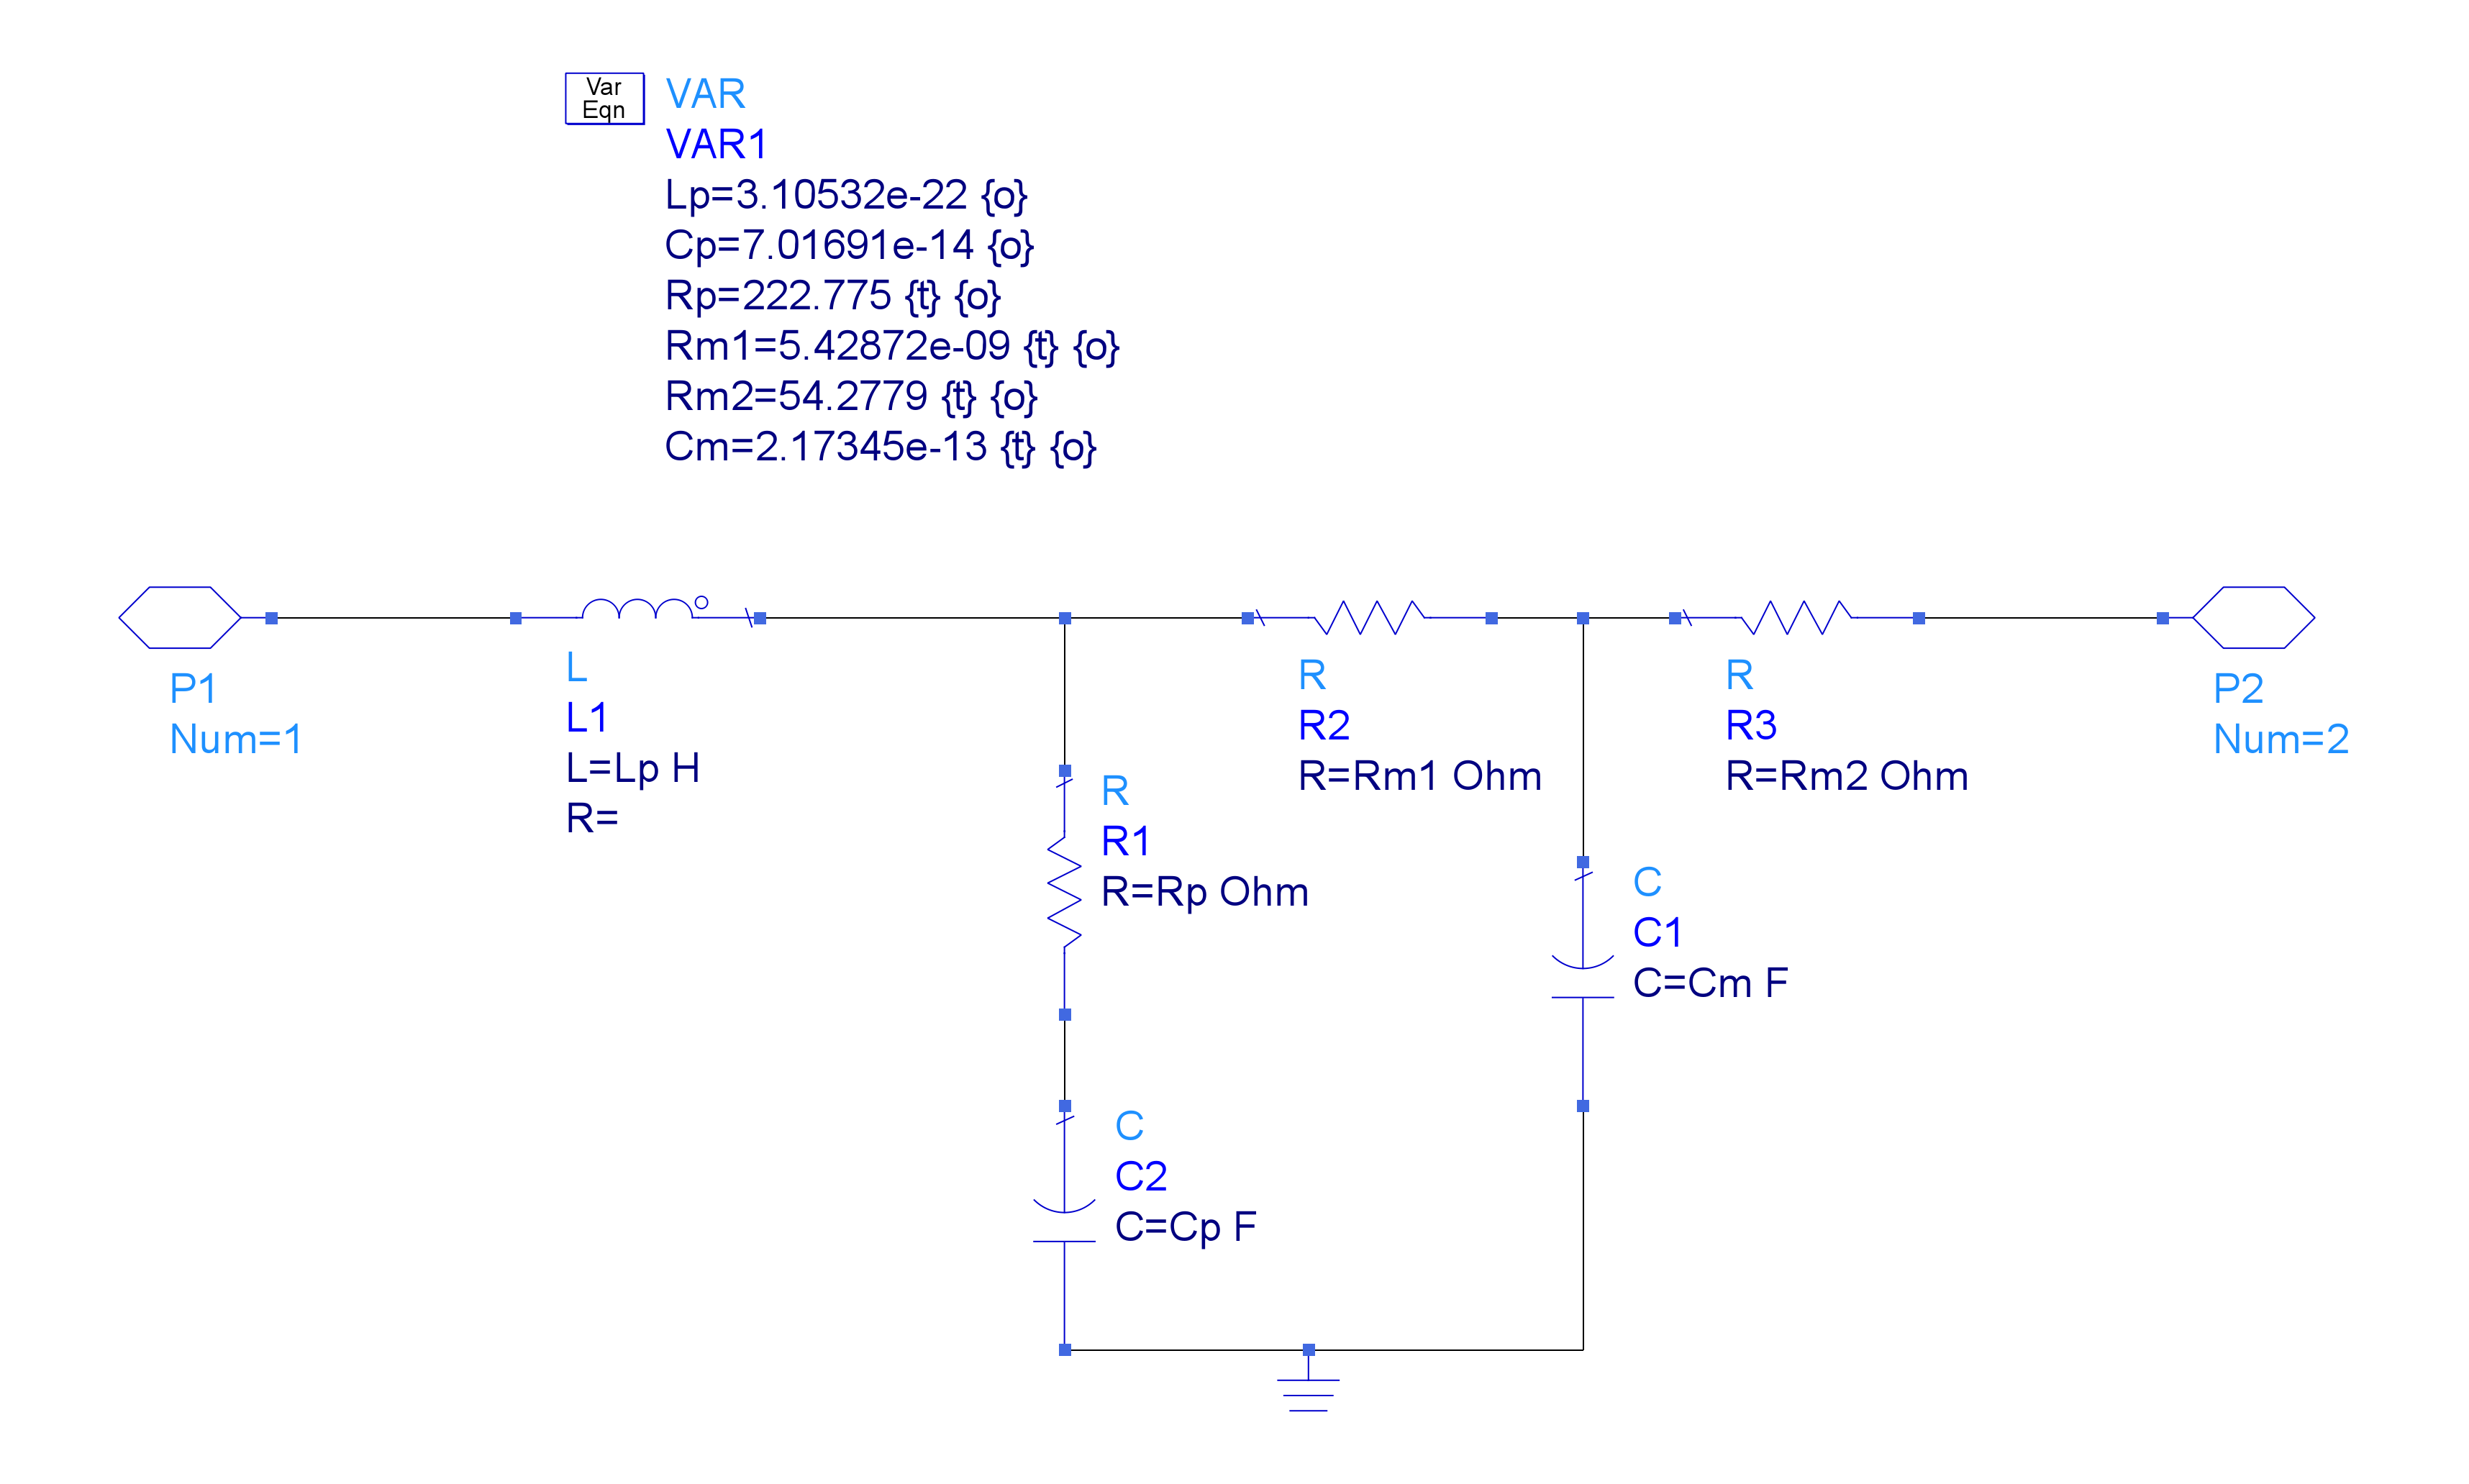 Var
Eqn
VAR
VAR1
Lp=3.10532e-22 {o}
Cp=7.01691e-14 {o}
Rp=222.775 {t} {o}
Rm1=5.42872e-09 {t} {o}
Rm2=54.2779 {t} {o}
Cm=2.17345e-13 {t} {o}
P1
Num=1
L
L1
L=Lp H
R=
R
R1
R=Rp Ohm
R
R2
R=Rm1 Ohm
R
R3
R=Rm2 Ohm
P2
Num=2
C
C1
C=Cm F
C
C2
C=Cp F